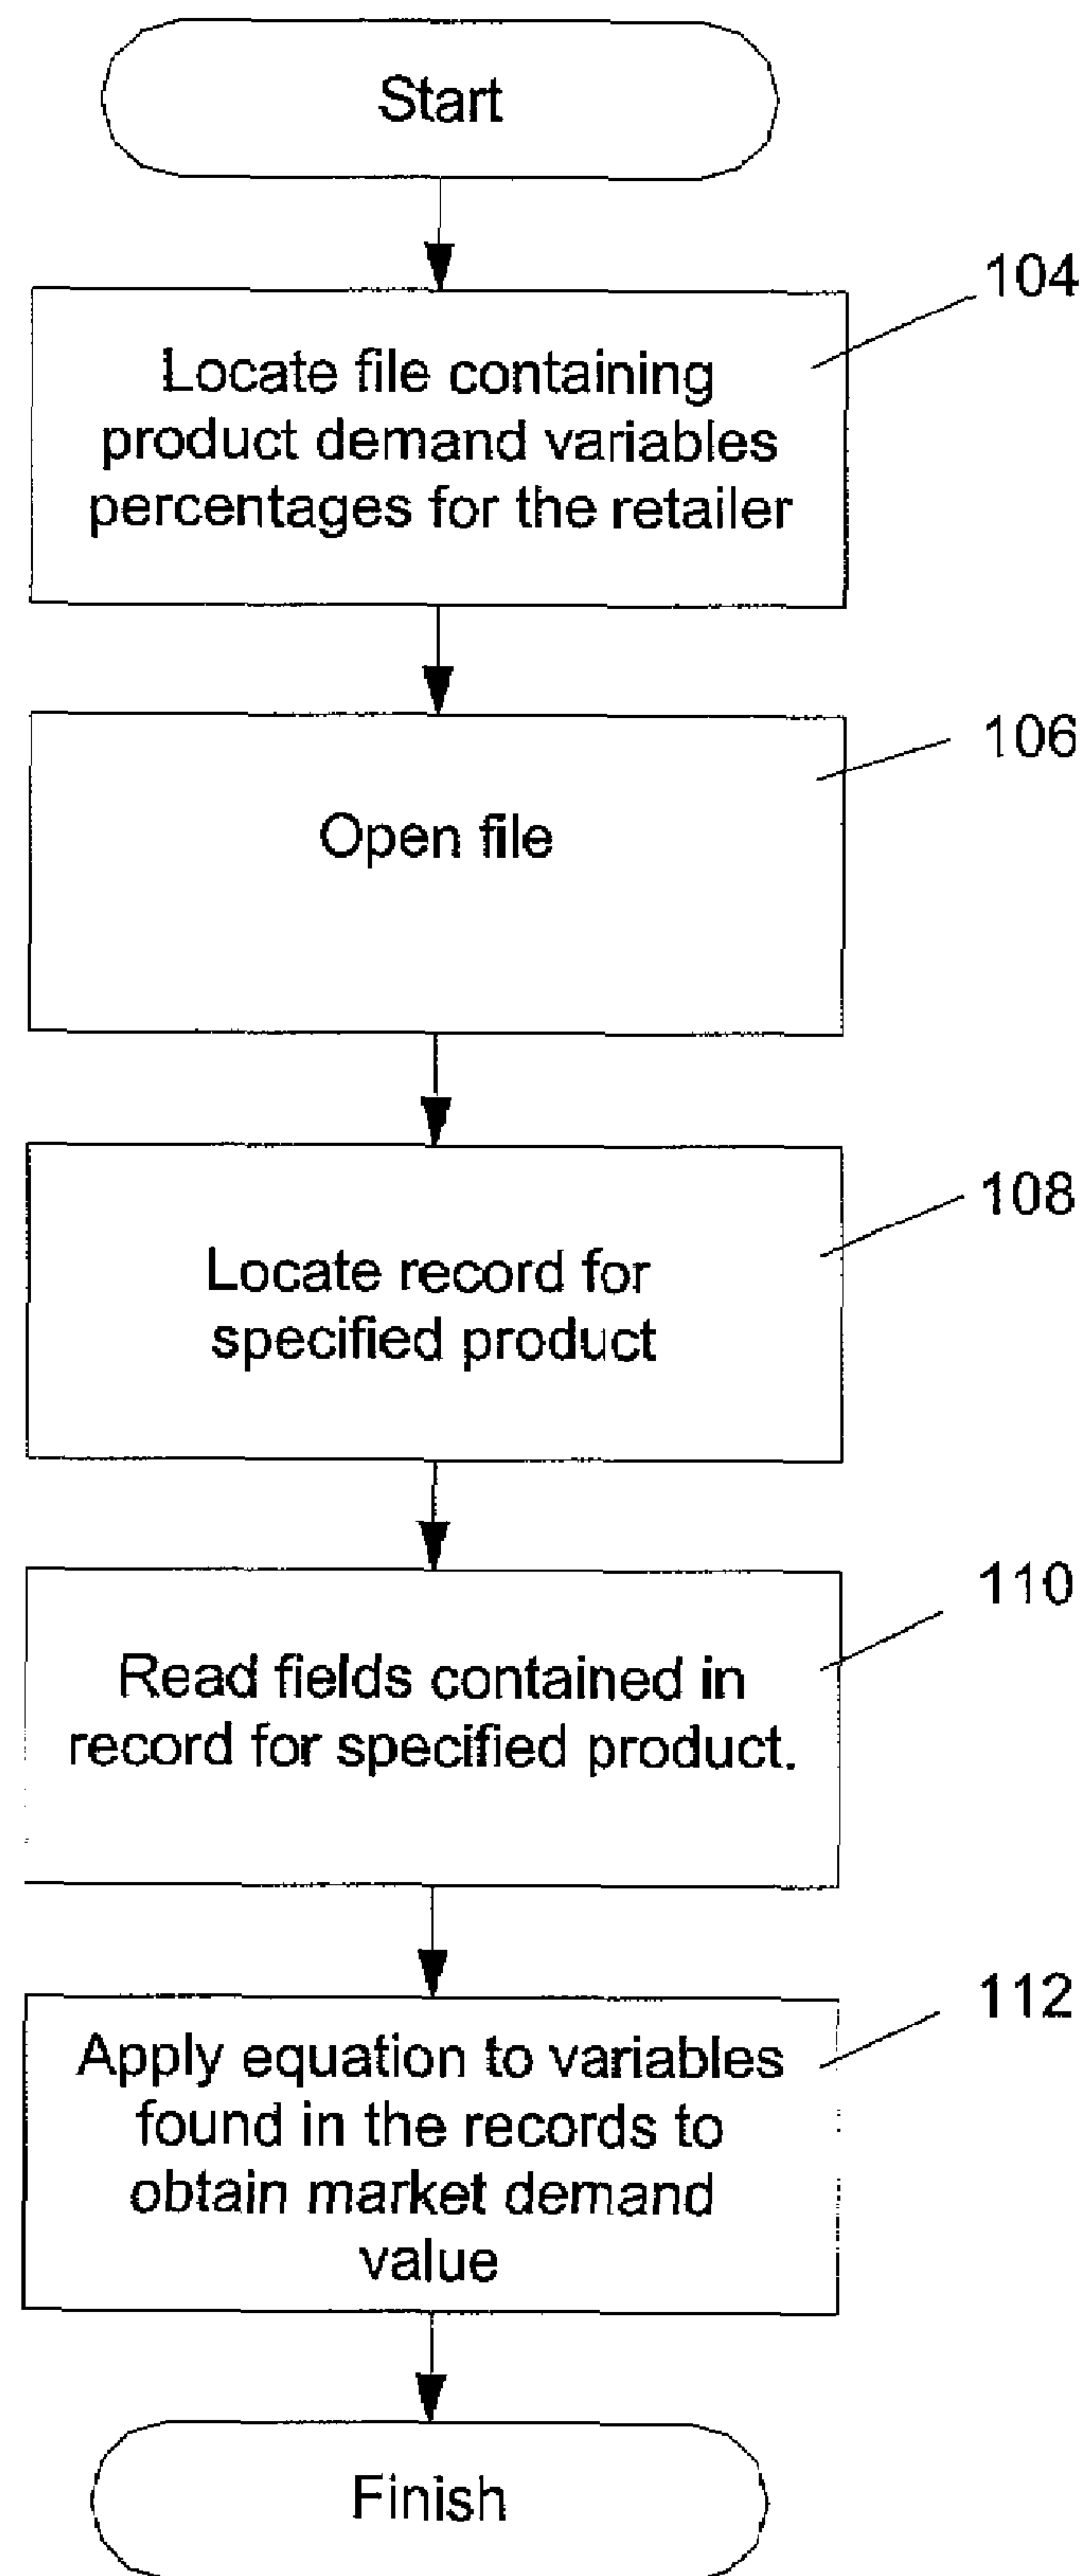 Start
104
Locate file containing
product demand variables
percentages for the retailer
106
Open file
108
Locate record for
specified product
110
Read fields contained in
record for specified product.
112
Apply equation to variables
found in the records to
obtain market demand
value
Finish